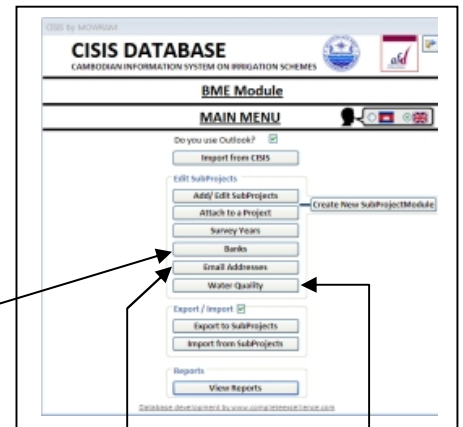 CISIS by MOWRAM
CISIS DATABASE
CAMBODIAN INFORMATION SYSTEM ON IRRIGATION SCHEMES
afd
BME Module
MAIN MENU
Do you use Outlook?
Import from CISIS
Edit SubProjects
Add/ Edit SubProjects
Create New SubProjectModule
Attach to a Project
Survey Years
Banks
Email Addresses
Water Quality
Export / Import
Export to SubProjects
Import from SubProjects
Reports
View Reports
Database development by www.completeexcellence.com